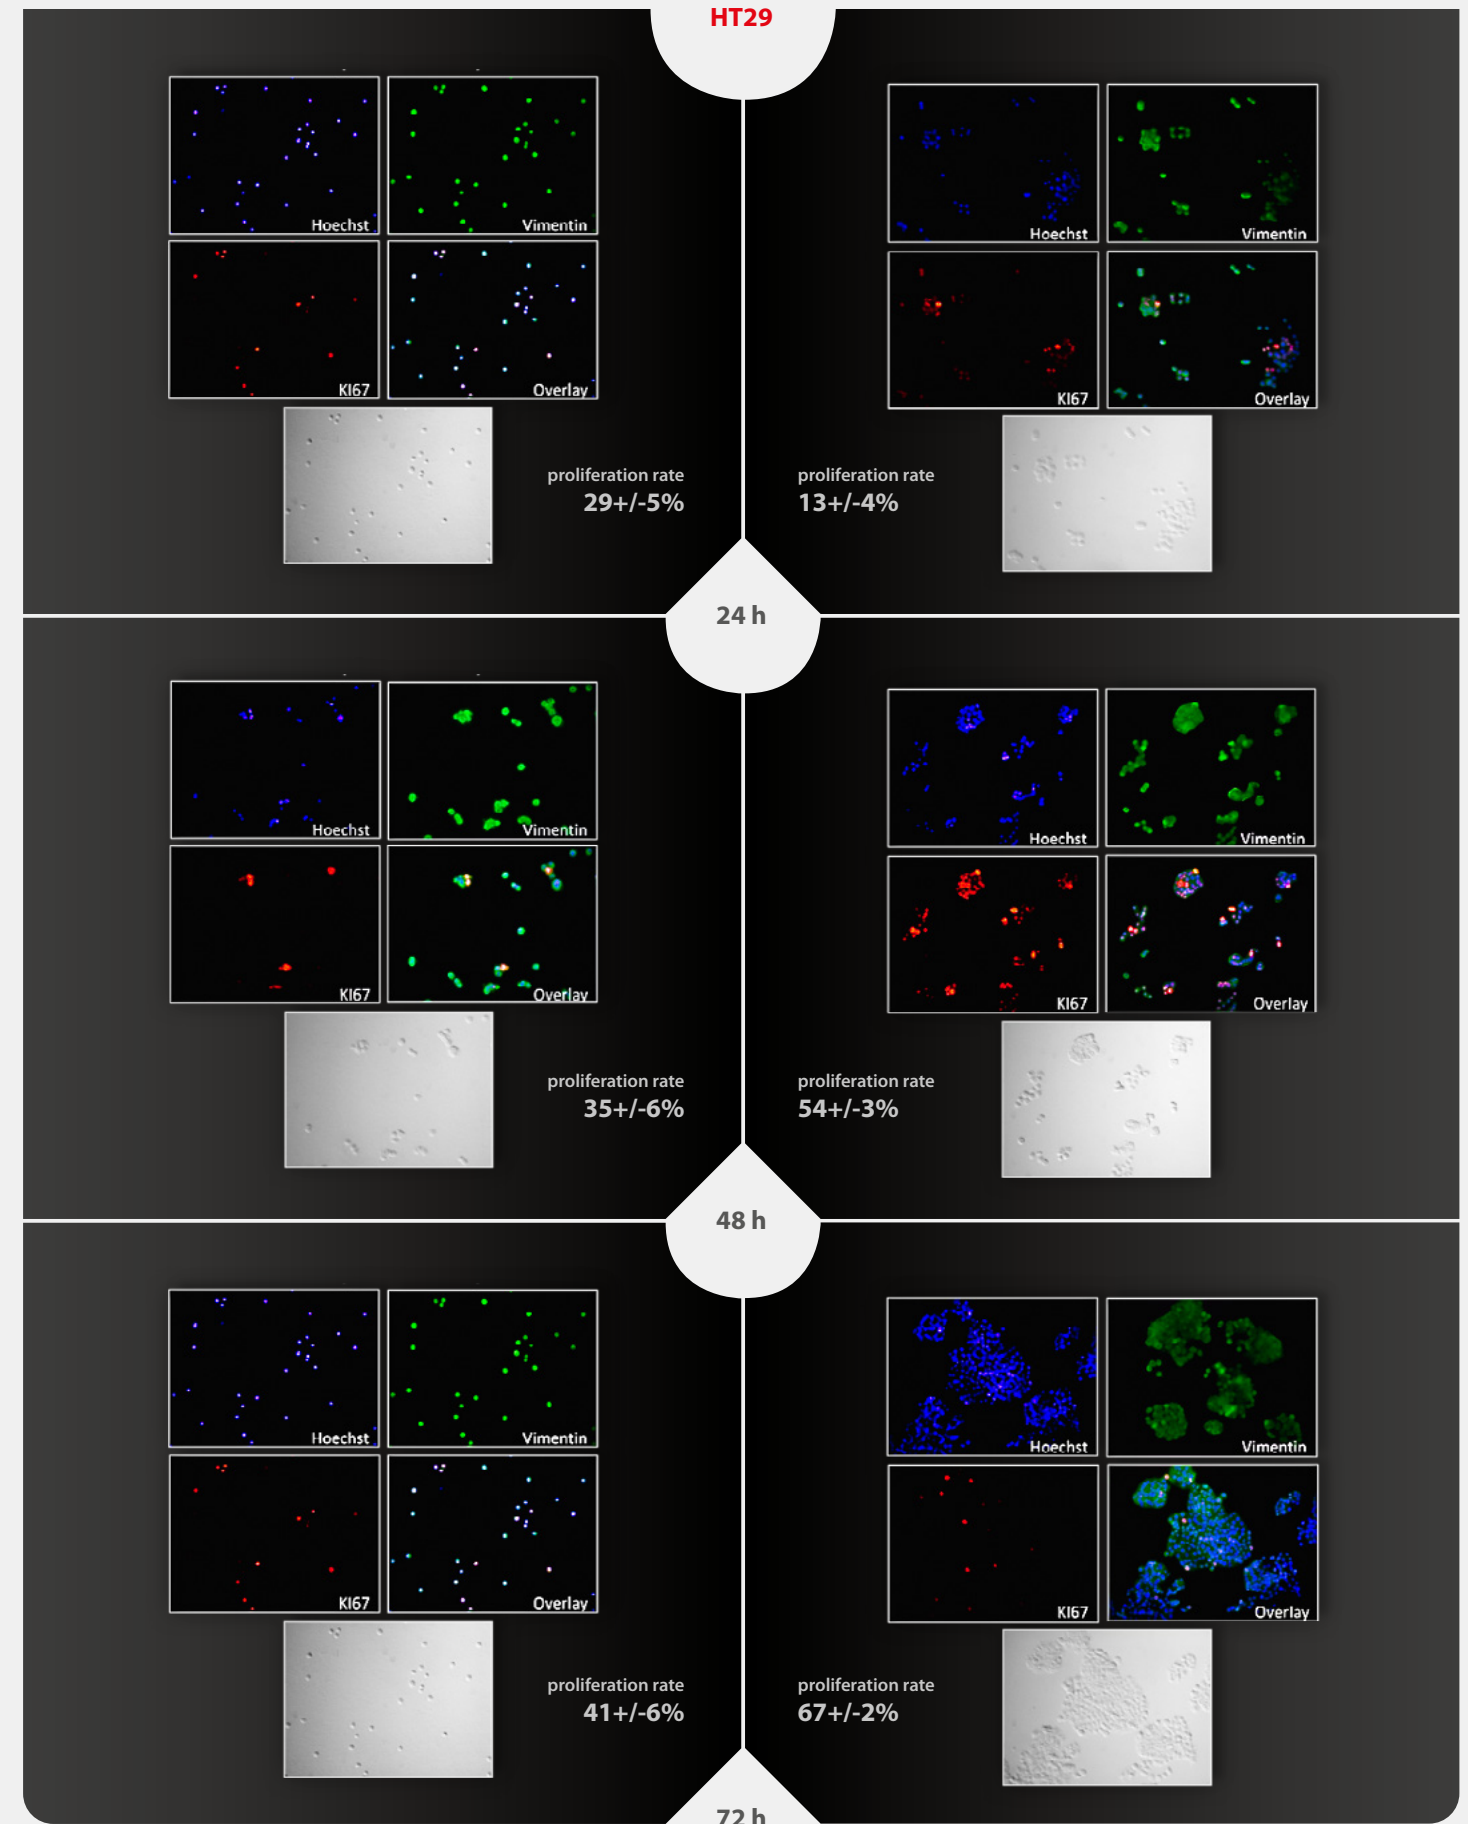 HT29
Hoechst
Vimentin
KI67
Overlay
proliferation rate
29+/-5%
Hoechst
Vimentin
KI67
Overlay
proliferation rate
13+/-4%
24 h
Hoechst
Vimentin
KI67
Overlay
proliferation rate
35+/-6%
Hoechst
Vimentin
KI67
Overlay
proliferation rate
54+/-3%
48 h
Hoechst
Vimentin
KI67
Overlay
proliferation rate
41+/-6%
Hoechst
Vimentin
KI67
Overlay
proliferation rate
67+/-2%
72 h